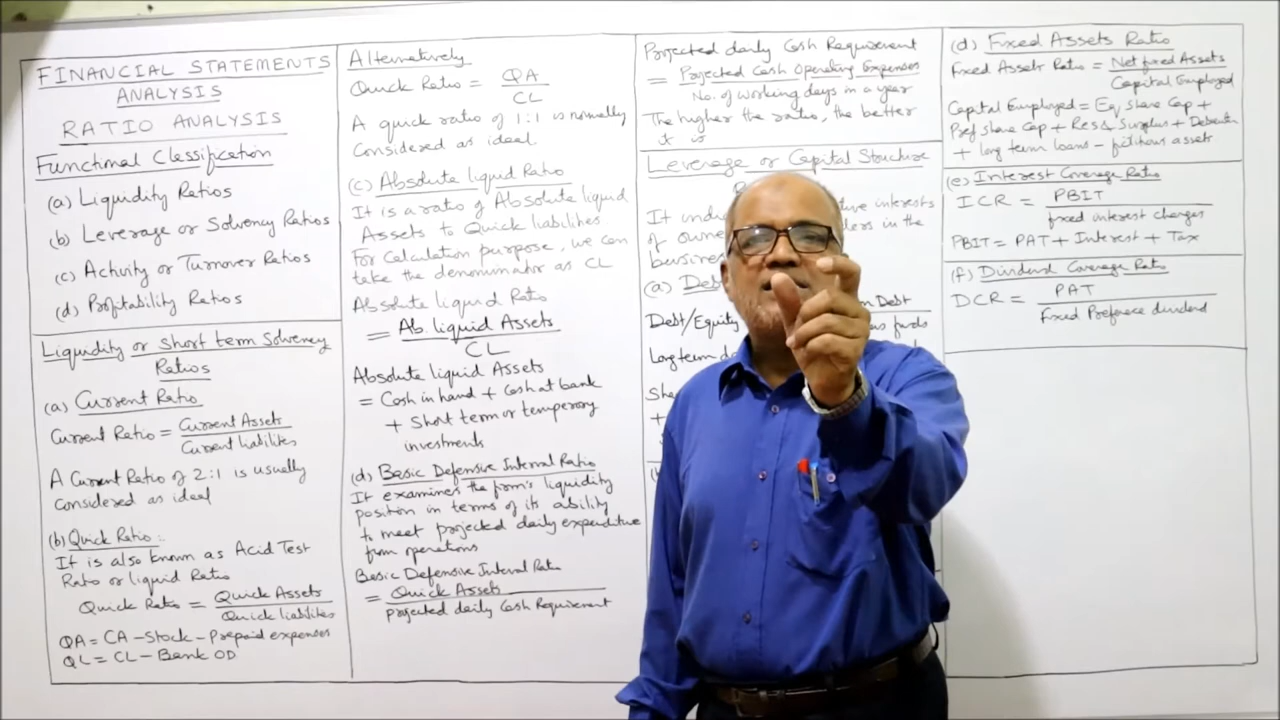 FINANCIAL STATEMENTS
ANALYSIS
RATIO ANALYSIS
Functional Classification
(a) Liquidity Ratios
(b) Leverage or Solvency Ratios
(c) Activity or Turnover Ratios
(d) Profitability Ratios
Liquidity or Short term Solvency
Ratios
(a) Current Ratio
Current Ratio = Current Assets
Current liabilities
A Current Ratio of 2:1 is usually
Considered as ideal
(b) Quick Ratio:
It is also known as Acid Test
Ratio or liquid Ratio
Quick Ratio = Quick Assets
Quick liabilities
QA = CA - Stock - Prepaid expenses
QL = CL - Bank OD
Alternatively
Quick Ratio = QA
CL
A quick ratio of 1:1 is normally
Considered as ideal
(c) Absolute liquid Ratio
It is a ratio of Absolute liquid
Assets to Quick liabilities
For Calculation purpose, we can
take the denominator as CL
Absolute liquid Ratio
= Ab. liquid Assets
CL
Absolute liquid Assets
= Cash in hand + Cash at bank
+ Short term or temporary
investments
(d) Basic Defensive Interval Ratio
It examines the firm's liquidity
position in terms of its ability
to meet projected daily expenditure
from operations
Basic Defensive Interval Ratio
= Quick Assets
projected daily Cash Requirement
Projected daily Cash Requirement
= Projected Cash Operating Expenses
No. of working days in a year
The higher the ratio, the better
it is
Leverage or Capital Structure
It
interests
of
in the
(a)
Debt
Debt/Equity
funds
Long term
+
(d) Fixed Assets Ratio
Fixed Assets Ratio = Net fixed Assets
Capital Employed
Capital Employed = Eq share Cap +
Pref share Cap + Res & Surplus + Debenture
+ long term loans - fictitious assets
(e) Interest Coverage Ratio
ICR = PBIT
fixed interest charges
PBIT = PAT + Interest + Tax
(f) Dividend Coverage Ratio
DCR = PAT
Fixed Preference dividend